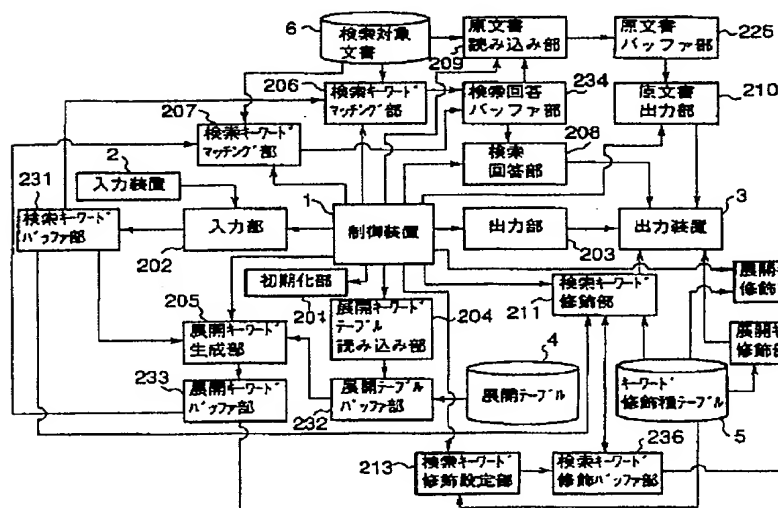 6
検索対象
文書
原文書
読み込み部
209
原文書
バッファ部
225
206
検索キーワード
マッチング部
検索回答
バッファ部
234
原文書
出力部
210
207
検索キーワード
マッチング部
検索
回答部
208
2
入力装置
231
検索キーワード
バッファ部
入力部
202
1
制御装置
出力部
203
3
出力装置
初期化部
201
検索キーワード
修飾部
211
展開キ
修飾
205
展開キーワード
生成部
展開キーワード
テーブル
読み込み部
204
展開キ
修飾部
233
展開キーワード
バッファ部
展開テーブル
バッファ部
232
4
展開テーブル
キーワード
修飾種テーブル
5
213
検索キーワード
修飾設定部
検索キーワード
修飾バッファ部
236